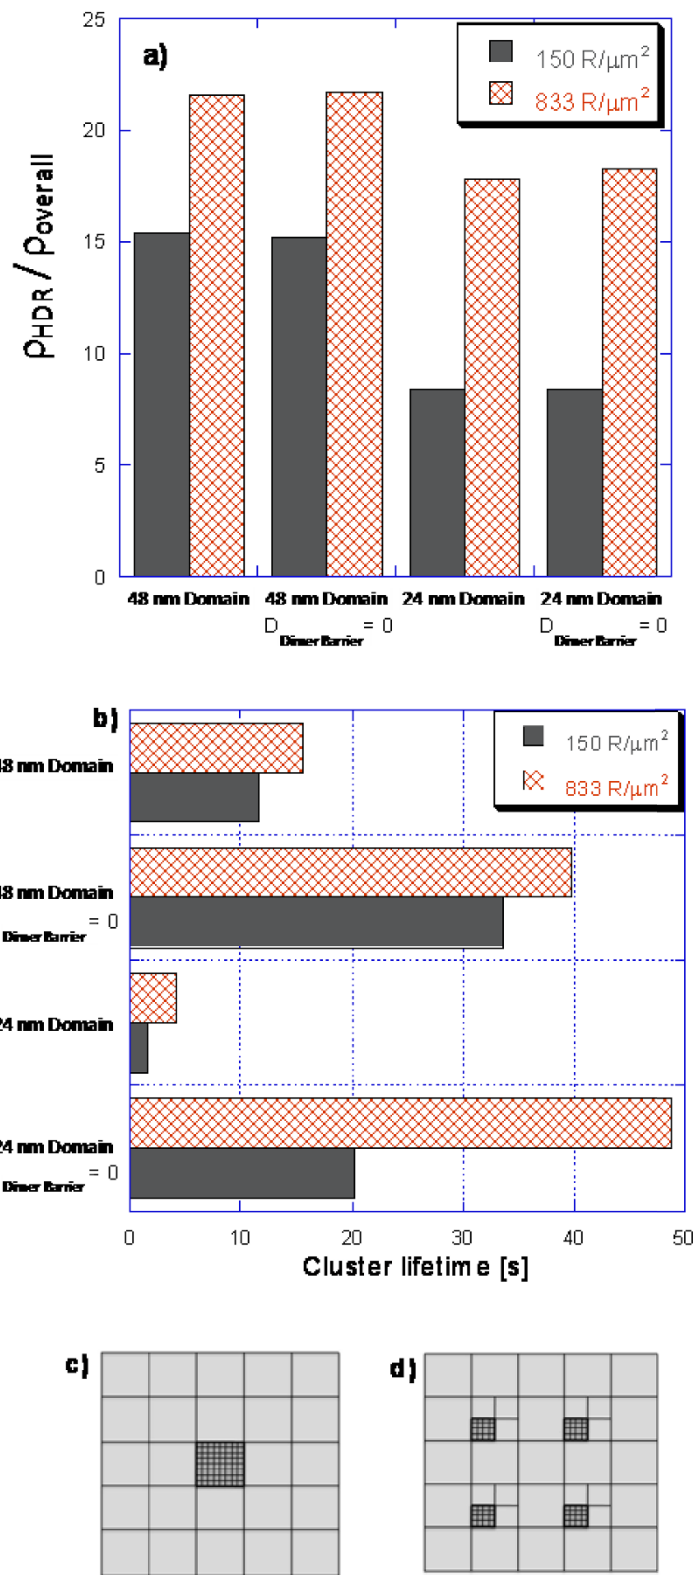 a)
150 R/μm²
833 R/μm²
ρHDR / ρoverall
25
20
15
10
5
0
48 nm Domain 48 nm Domain 24 nm Domain 24 nm Domain
D Dimer Barrier = 0 D Dimer Barrier = 0
b)
150 R/μm²
833 R/μm²
48 nm Domain
48 nm Domain
= 0
Dimer Barrier
24 nm Domain
24 nm Domain
= 0
Dimer Barrier
0 10 20 30 40 50
Cluster lifetime [s]
c) d)